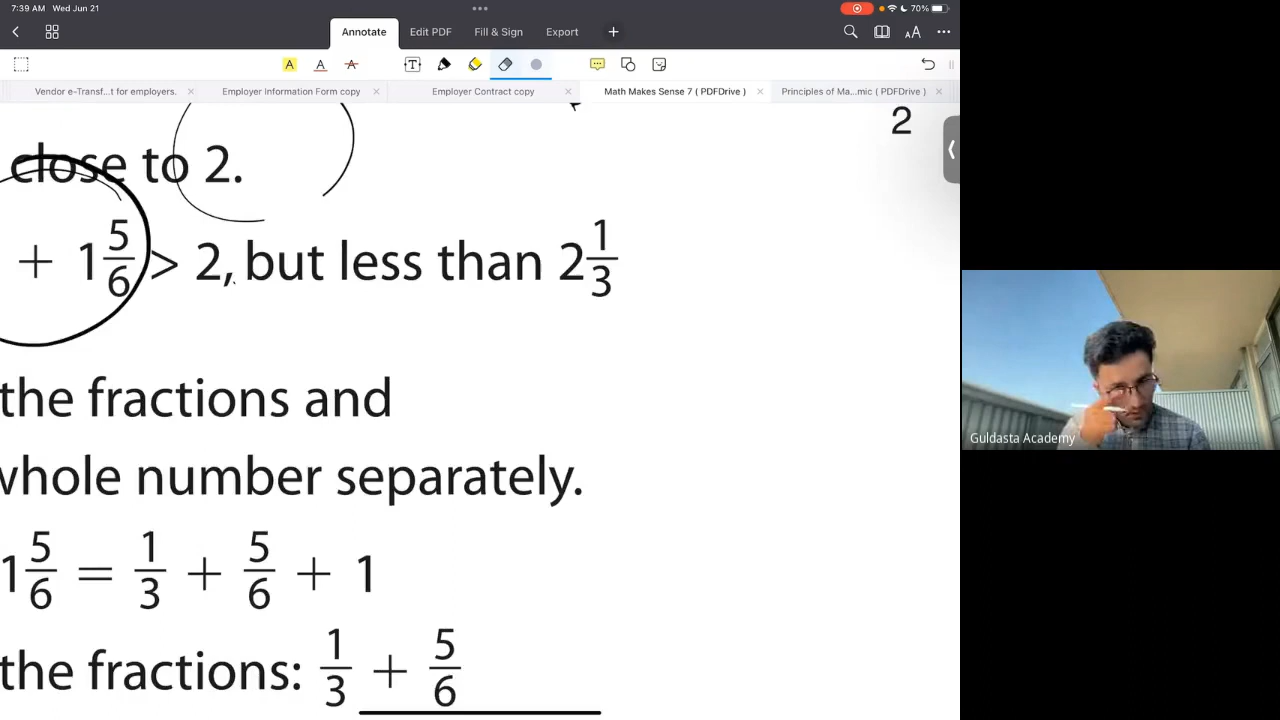 7:39 AM Wed Jun 21
70%
Annotate Edit PDF Fill & Sign Export +
AA
A A A T
Vendor e-Transf...t for employers. × Employer Information Form copy × Employer Contract copy × Math Makes Sense 7 ( PDFDrive ) × Principles of Ma...mic ( PDFDrive ) ×
2
close to 2.
+ 1 5/6 > 2, but less than 2 1/3
the fractions and
whole number separately.
1 5/6 = 1/3 + 5/6 + 1
the fractions: 1/3 + 5/6
Guldasta Academy